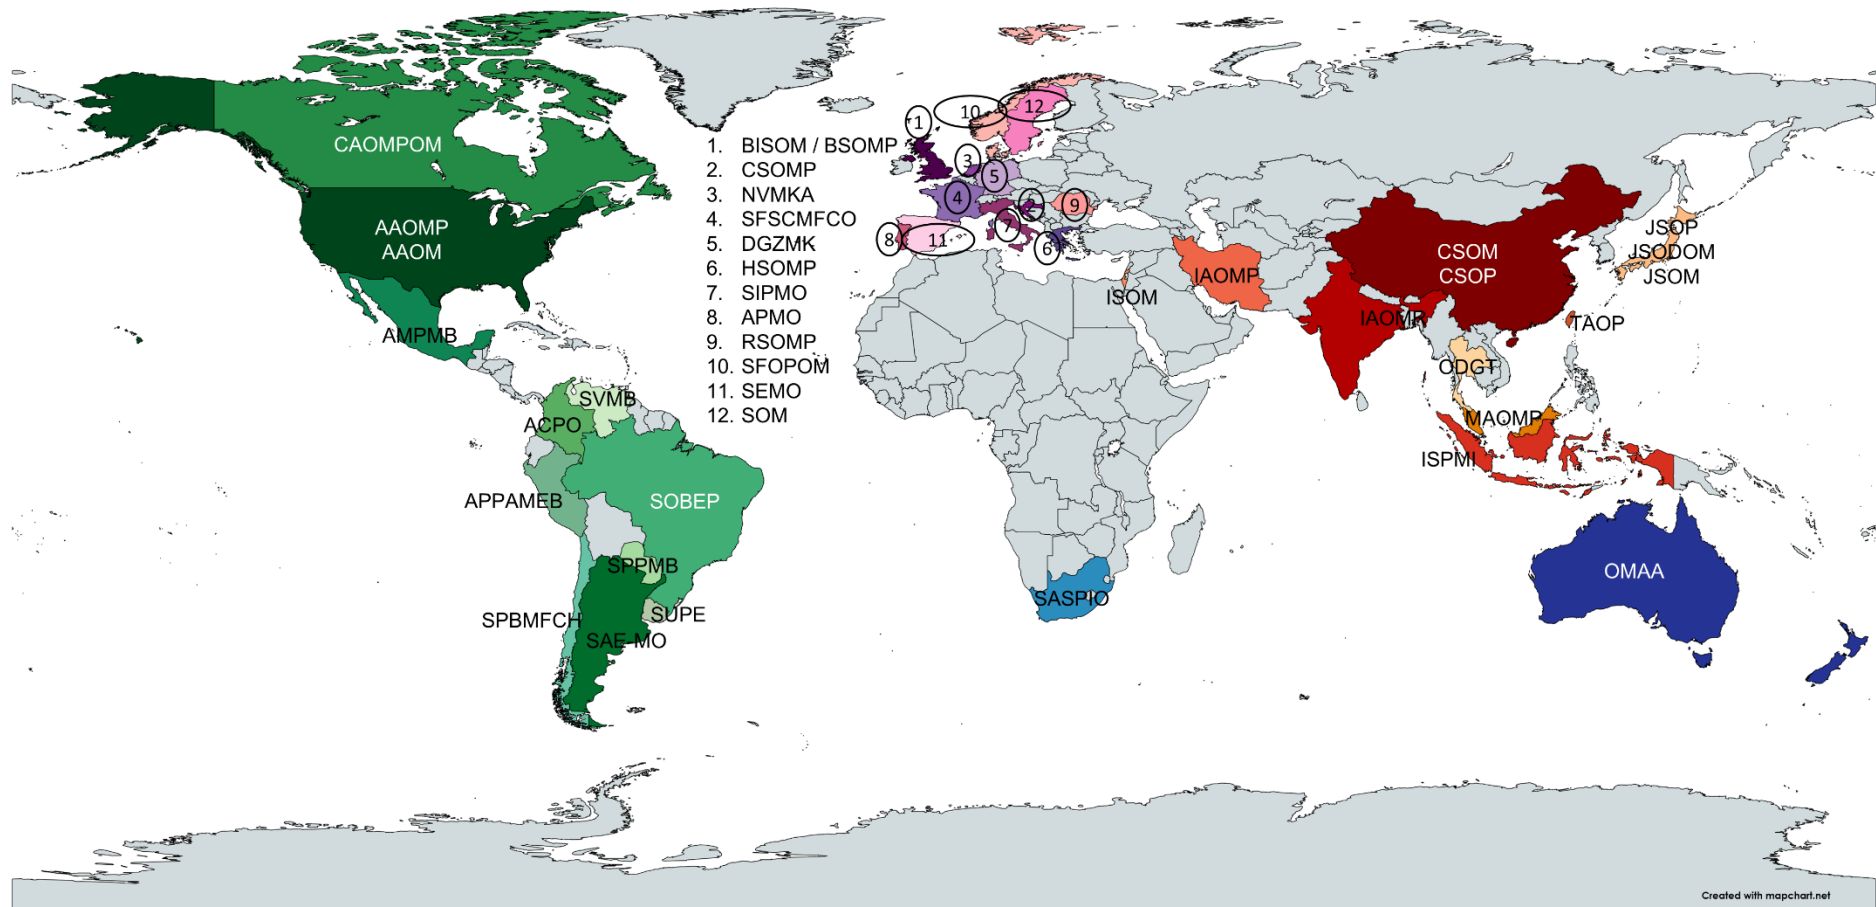 CAOMPOM
AAOMP
AAOM
AMPMB
SVMB
ACPO
APPAMEB
SOBEP
SPPMB
SPBMFCH
SUPE
SAE-MO
1. BISOM / BSOMP
2. CSOMP
3. NVMKA
4. SFSCMFCO
5. DGZMK
6. HSOMP
7. SIPMO
8. APMO
9. RSOMP
10. SFOPOM
11. SEMO
12. SOM
1
10
12
3
5
4
2
9
7
8
11
6
ISOM
IAOMP
SASPIO
CSOM
CSOP
JSOP
JSODOM
JSOM
IAOMR
TAOP
ODGT
MAOMP
ISPMI
OMAA
Created with mapchart.net